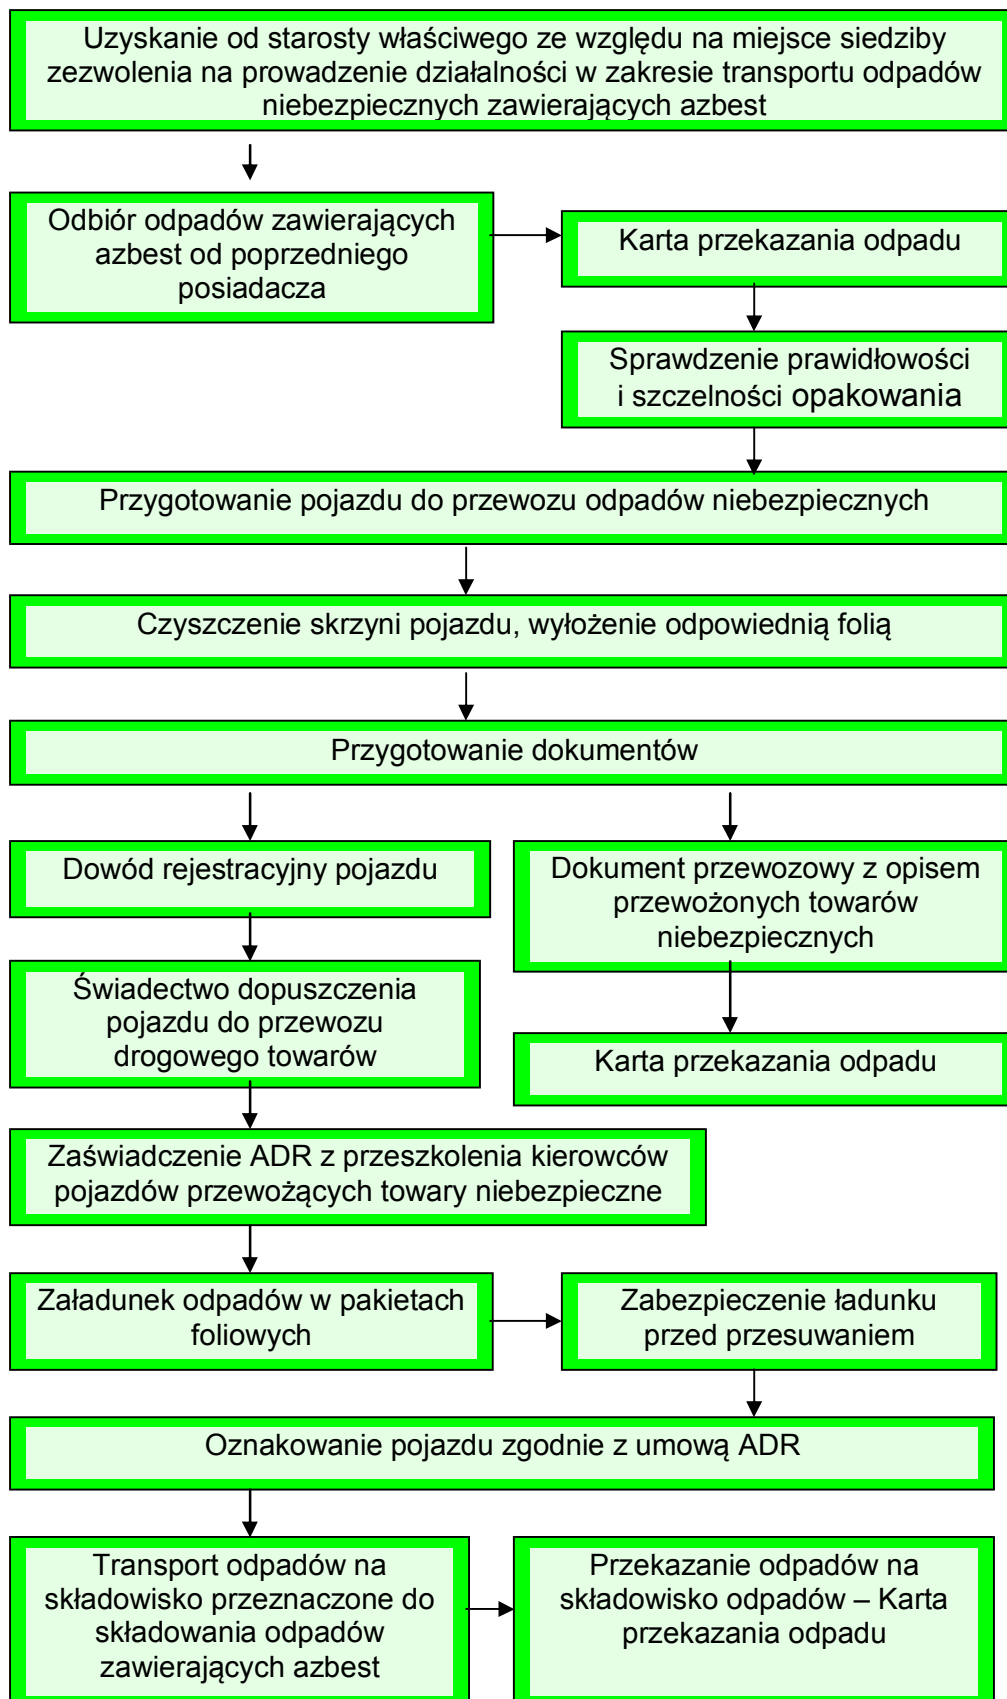 Uzyskanie od starosty właściwego ze względu na miejsce siedziby
zezwolenia na prowadzenie działalności w zakresie transportu odpadów
niebezpiecznych zawierających azbest
Odbiór odpadów zawierających
azbest od poprzedniego
posiadacza
Karta przekazania odpadu
Sprawdzenie prawidłowości
i szczelności opakowania
Przygotowanie pojazdu do przewozu odpadów niebezpiecznych
Czyszczenie skrzyni pojazdu, wyłożenie odpowiednią folią
Przygotowanie dokumentów
Dowód rejestracyjny pojazdu
Świadectwo dopuszczenia
pojazdu do przewozu
drogowego towarów
Zaświadczenie ADR z przeszkolenia kierowców
pojazdów przewożących towary niebezpieczne
Dokument przewozowy z opisem
przewożonych towarów
niebezpiecznych
Karta przekazania odpadu
Załadunek odpadów w pakietach
foliowych
Zabezpieczenie ładunku
przed przesuwaniem
Oznakowanie pojazdu zgodnie z umową ADR
Transport odpadów na
składowisko przeznaczone do
składowania odpadów
zawierających azbest
Przekazanie odpadów na
składowisko odpadów – Karta
przekazania odpadu